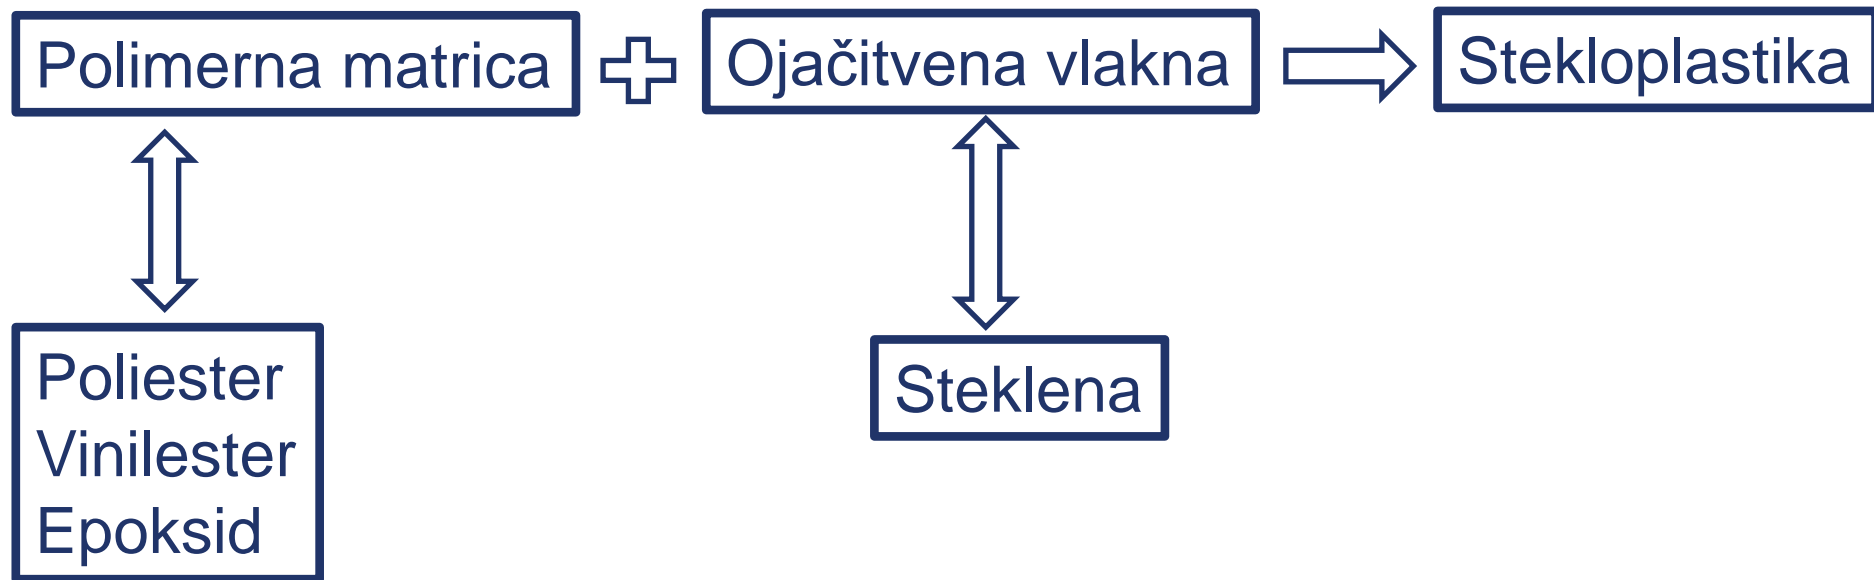 Polimerna matrica
Ojačitvena vlakna
Stekloplastika
Poliester
Vinilester
Epoksid
Steklena